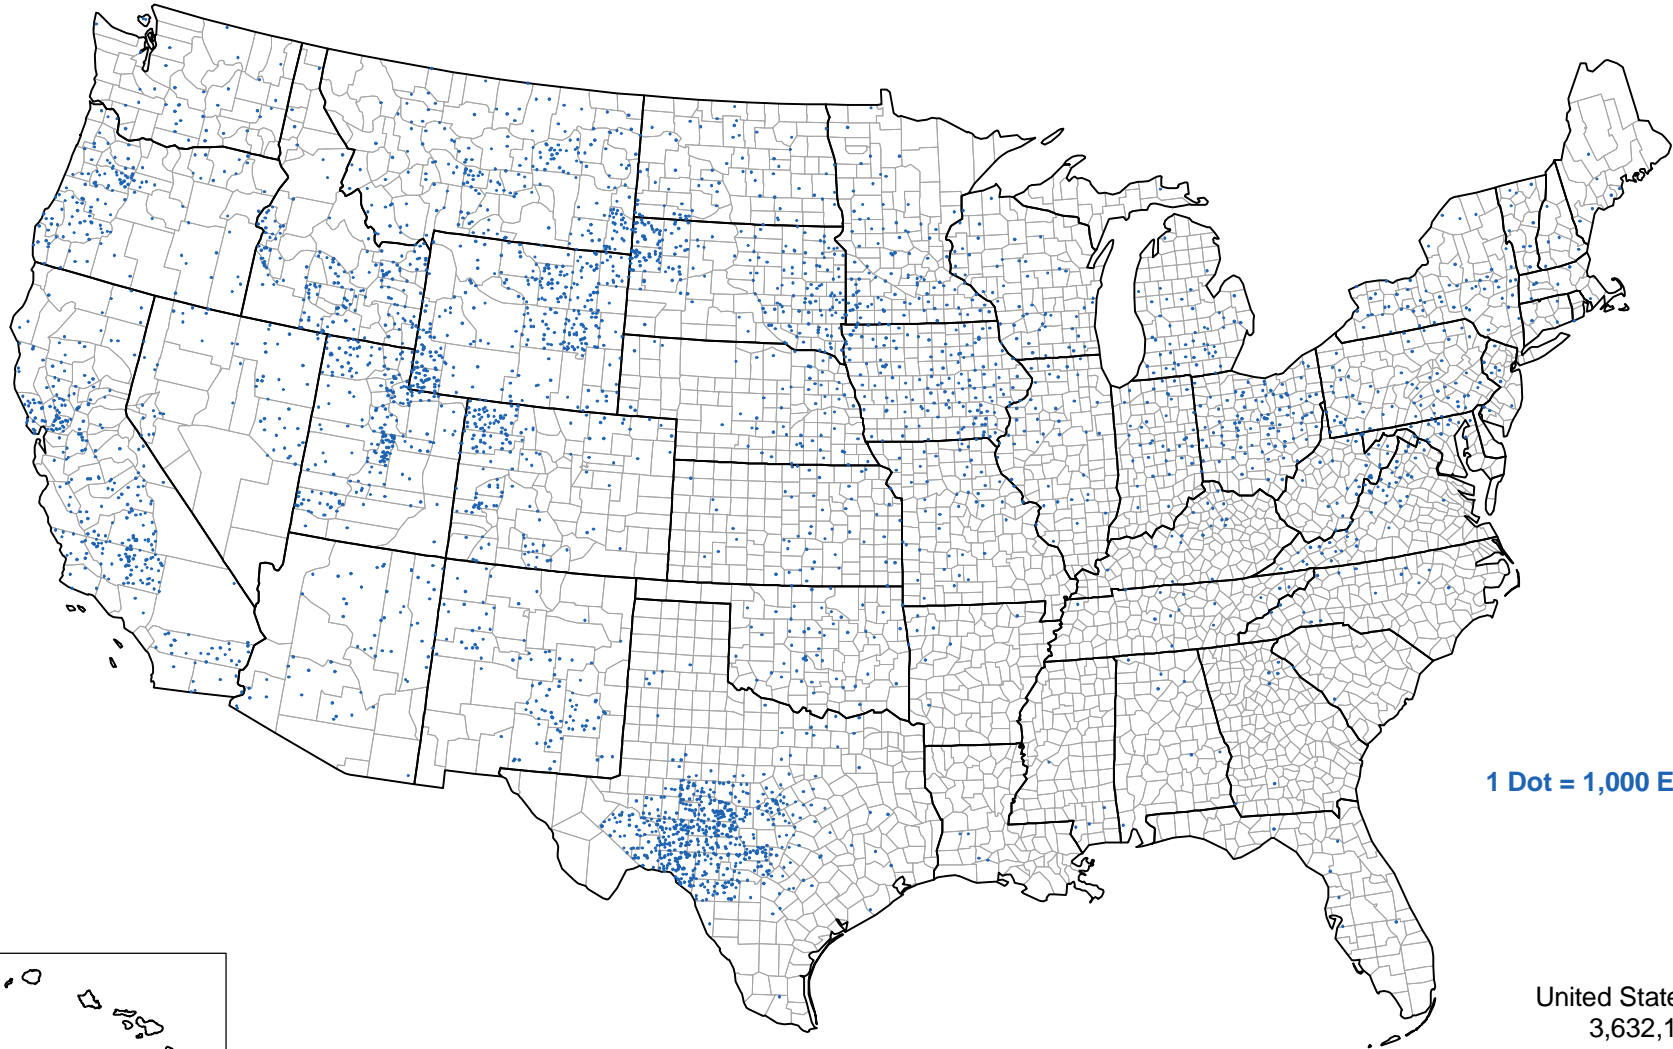 1 Dot = 1,000 E
United State
3,632,1